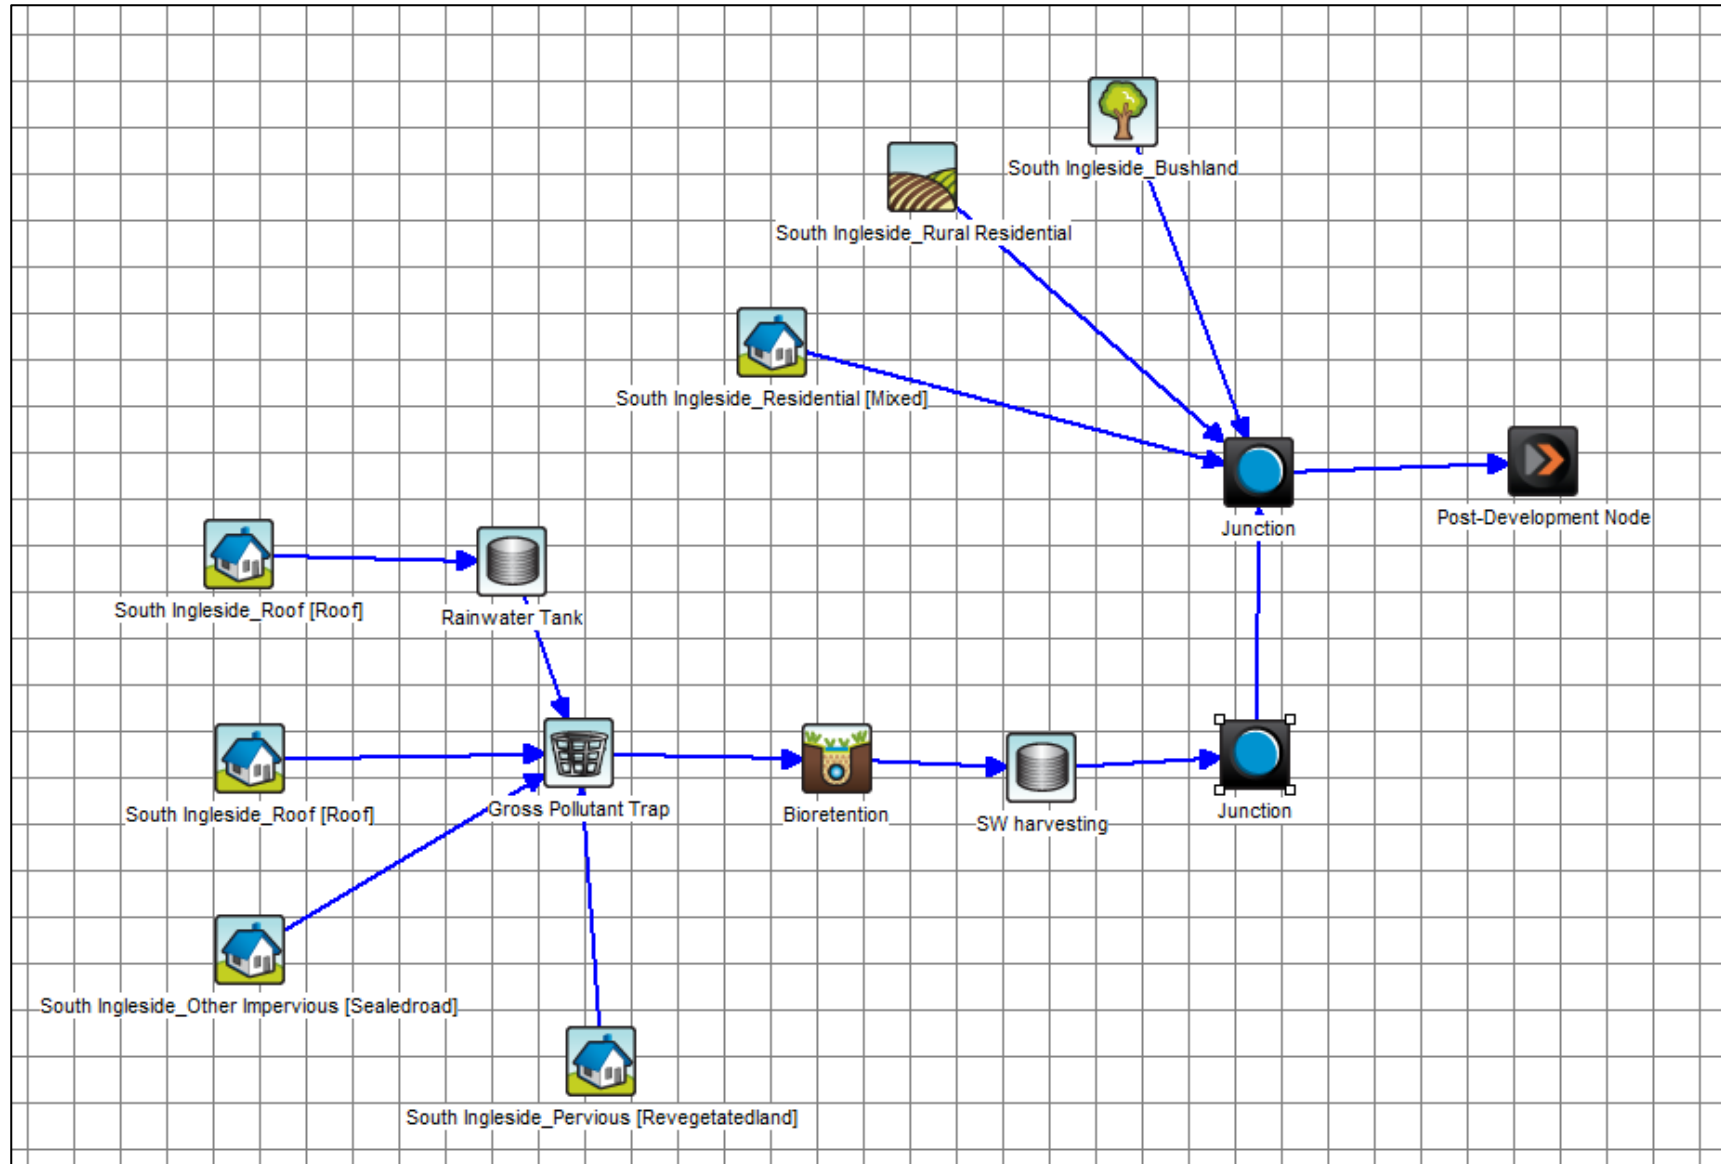 South Ingleside_Bushland
South Ingleside_Rural Residential
South Ingleside_Residential [Mixed]
Junction
Post-Development Node
South Ingleside_Roof [Roof]
Rainwater Tank
South Ingleside_Roof [Roof]
Gross Pollutant Trap
Bioretention
SW harvesting
Junction
South Ingleside_Other Impervious [Sealedroad]
South Ingleside_Pervious [Revegetatedland]